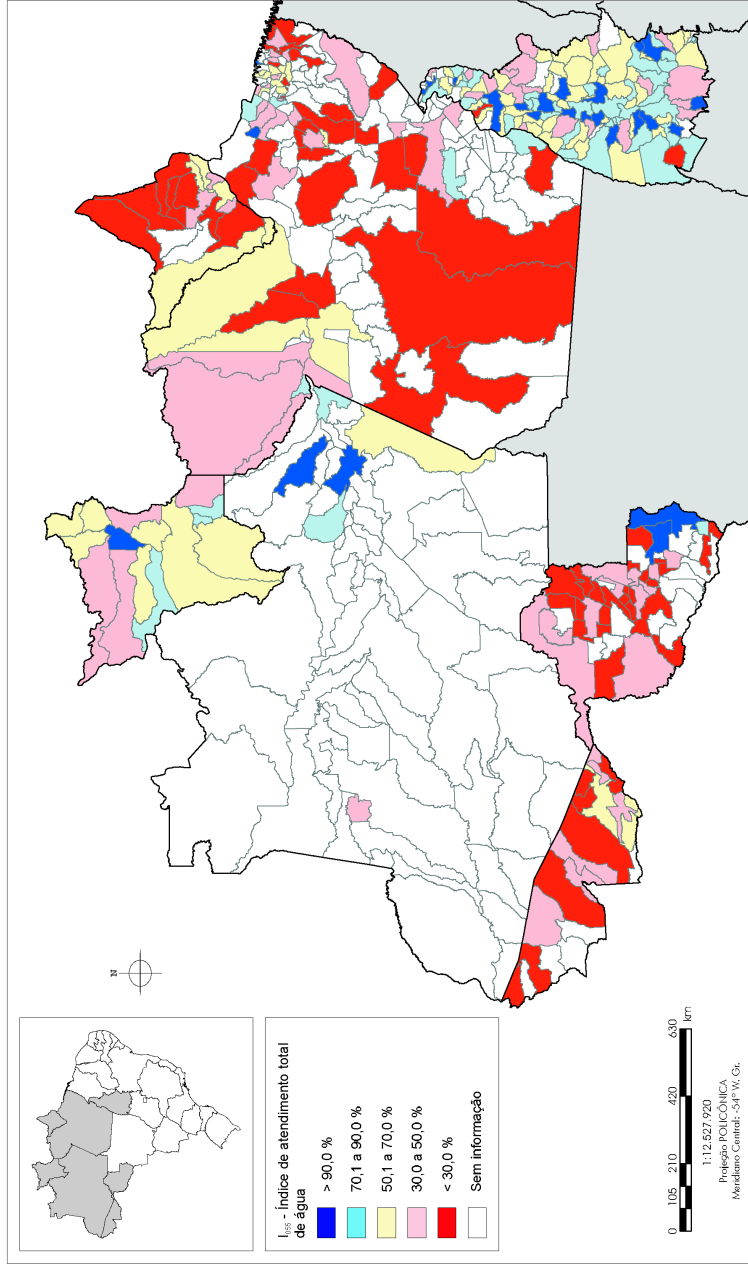 N
I055 - Índice de atendimento total
de água
> 90,0 %
70,1 a 90,0 %
50,1 a 70,0 %
30,0 a 50,0 %
< 30,0 %
Sem informação
0 105 210 420 630
km
1:12.527.920
Projeção POLICÔNICA
Meridiano Central: -54° W. Gr.